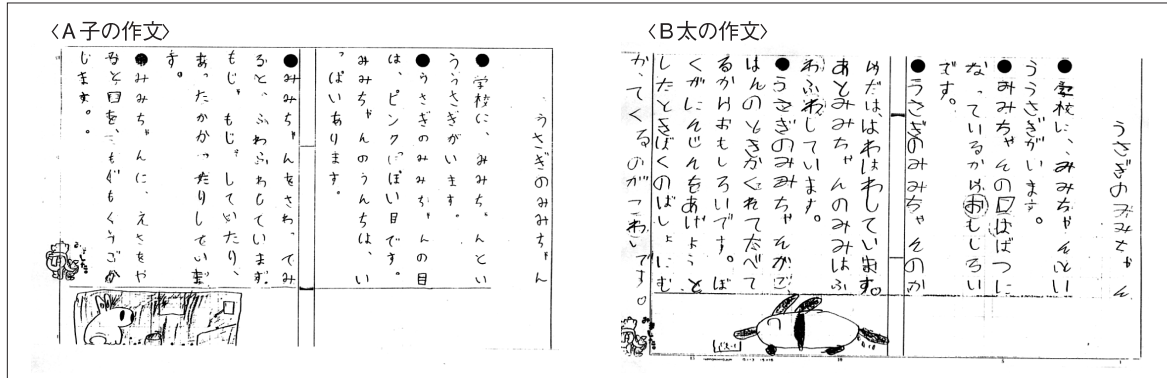 〈A子の作文〉
うさぎのみみちゃん
●学校に、みみちゃんとい
ううさぎがいます。
●うさぎのみみちゃんの目
は、ピンクっぽい目です。
みみちゃんのうんちは、い
っぱいあります。
●みみちゃんをさわってみ
ると、ふわふわしています。
もじゃもじゃしていたり、
あったかかったりしていま
す。
●みみちゃんに、えさをや
ると口を、もぐもぐうごか
します。
〈B太の作文〉
うさぎのみみちゃん
●学校に、みみちゃんとい
ううさぎがいます。
●みみちゃんの口はばつに
なっているからおもしろい
です。
●うさぎのみみちゃんのか
らだは、はわはわしています。
あとみみちゃんのみみはふ
わふわしています。
●うさぎのみみちゃんがご
はんのときかくれてたべて
るからおもしろいです。ぼ
くがにんじんをあげようと
したときぼくのばしょにむ
かってくるのがこわいです。